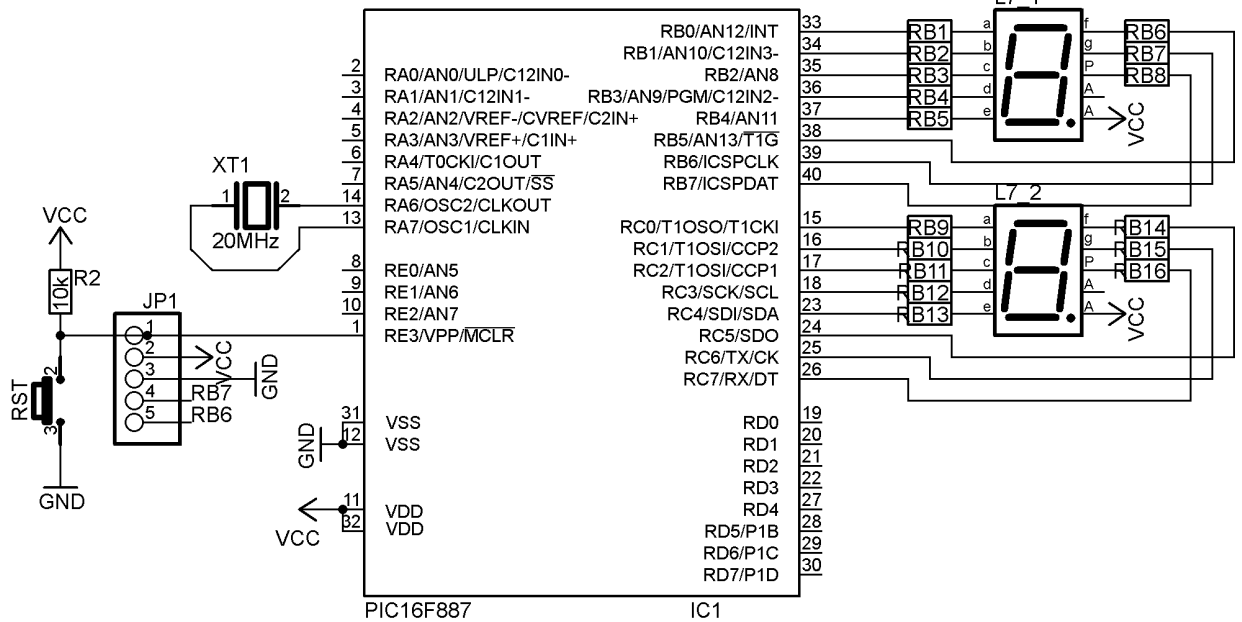 L7_1
33 RB1 a f RB6
RB0/AN12/INT
34 RB2 b g RB7
RB1/AN10/C12IN3-
2 RA0/AN0/ULP/C12IN0- RB2/AN8 35 RB3 c P RB8
3 RA1/AN1/C12IN1- RB3/AN9/PGM/C12IN2- 36 RB4 d A
4 RA2/AN2/VREF-/CVREF/C2IN+ RB4/AN11 37 RB5 e A VCC
5 RA3/AN3/VREF+/C1IN+ RB5/AN13/T1G 38
6 RA4/T0CKI/C1OUT RB6/ICSPCLK 39
XT1
7 RA5/AN4/C2OUT/SS RB7/ICSPDAT 40
1 2
L7_2
14 RA6/OSC2/CLKOUT
VCC
13 RA7/OSC1/CLKIN RC0/T1OSO/T1CKI 15 RB9 a f RB14
20MHz
RC1/T1OSI/CCP2 16 RB10 b g RB15
R2 10k
8 RE0/AN5 RC2/T1OSI/CCP1 17 RB11 c P RB16
9 RE1/AN6 RC3/SCK/SCL 18 RB12 d A
JP1
10 RE2/AN7 RC4/SDI/SDA 23 RB13 e A VCC
1 1 RE3/VPP/MCLR RC5/SDO 24
2 VCC RC6/TX/CK 25
3 GND RC7/RX/DT 26
RST 2 3
4 RB7
5 RB6
31 VSS RD0 19
GND 12 VSS RD1 20
RD2 21
RD3 22
GND
11 VDD RD4 27
VCC 32 VDD RD5/P1B 28
RD6/P1C 29
RD7/P1D 30
PIC16F887 IC1